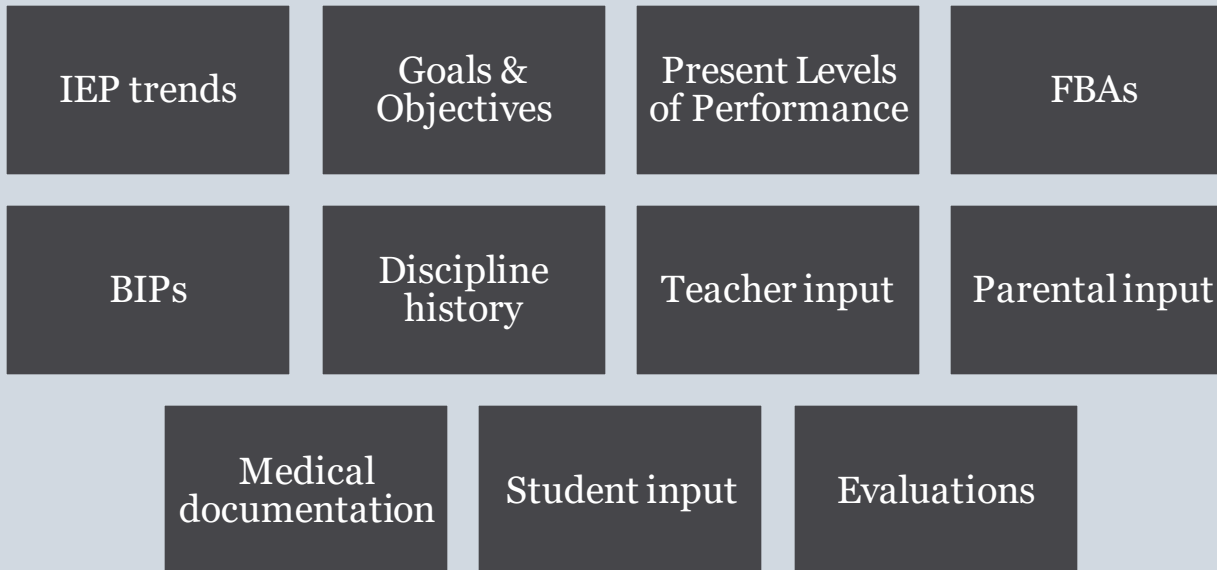 IEP trends
Goals &
Objectives
Present Levels
of Performance
FBAs
BIPs
Discipline
history
Teacher input
Parental input
Medical
documentation
Student input
Evaluations